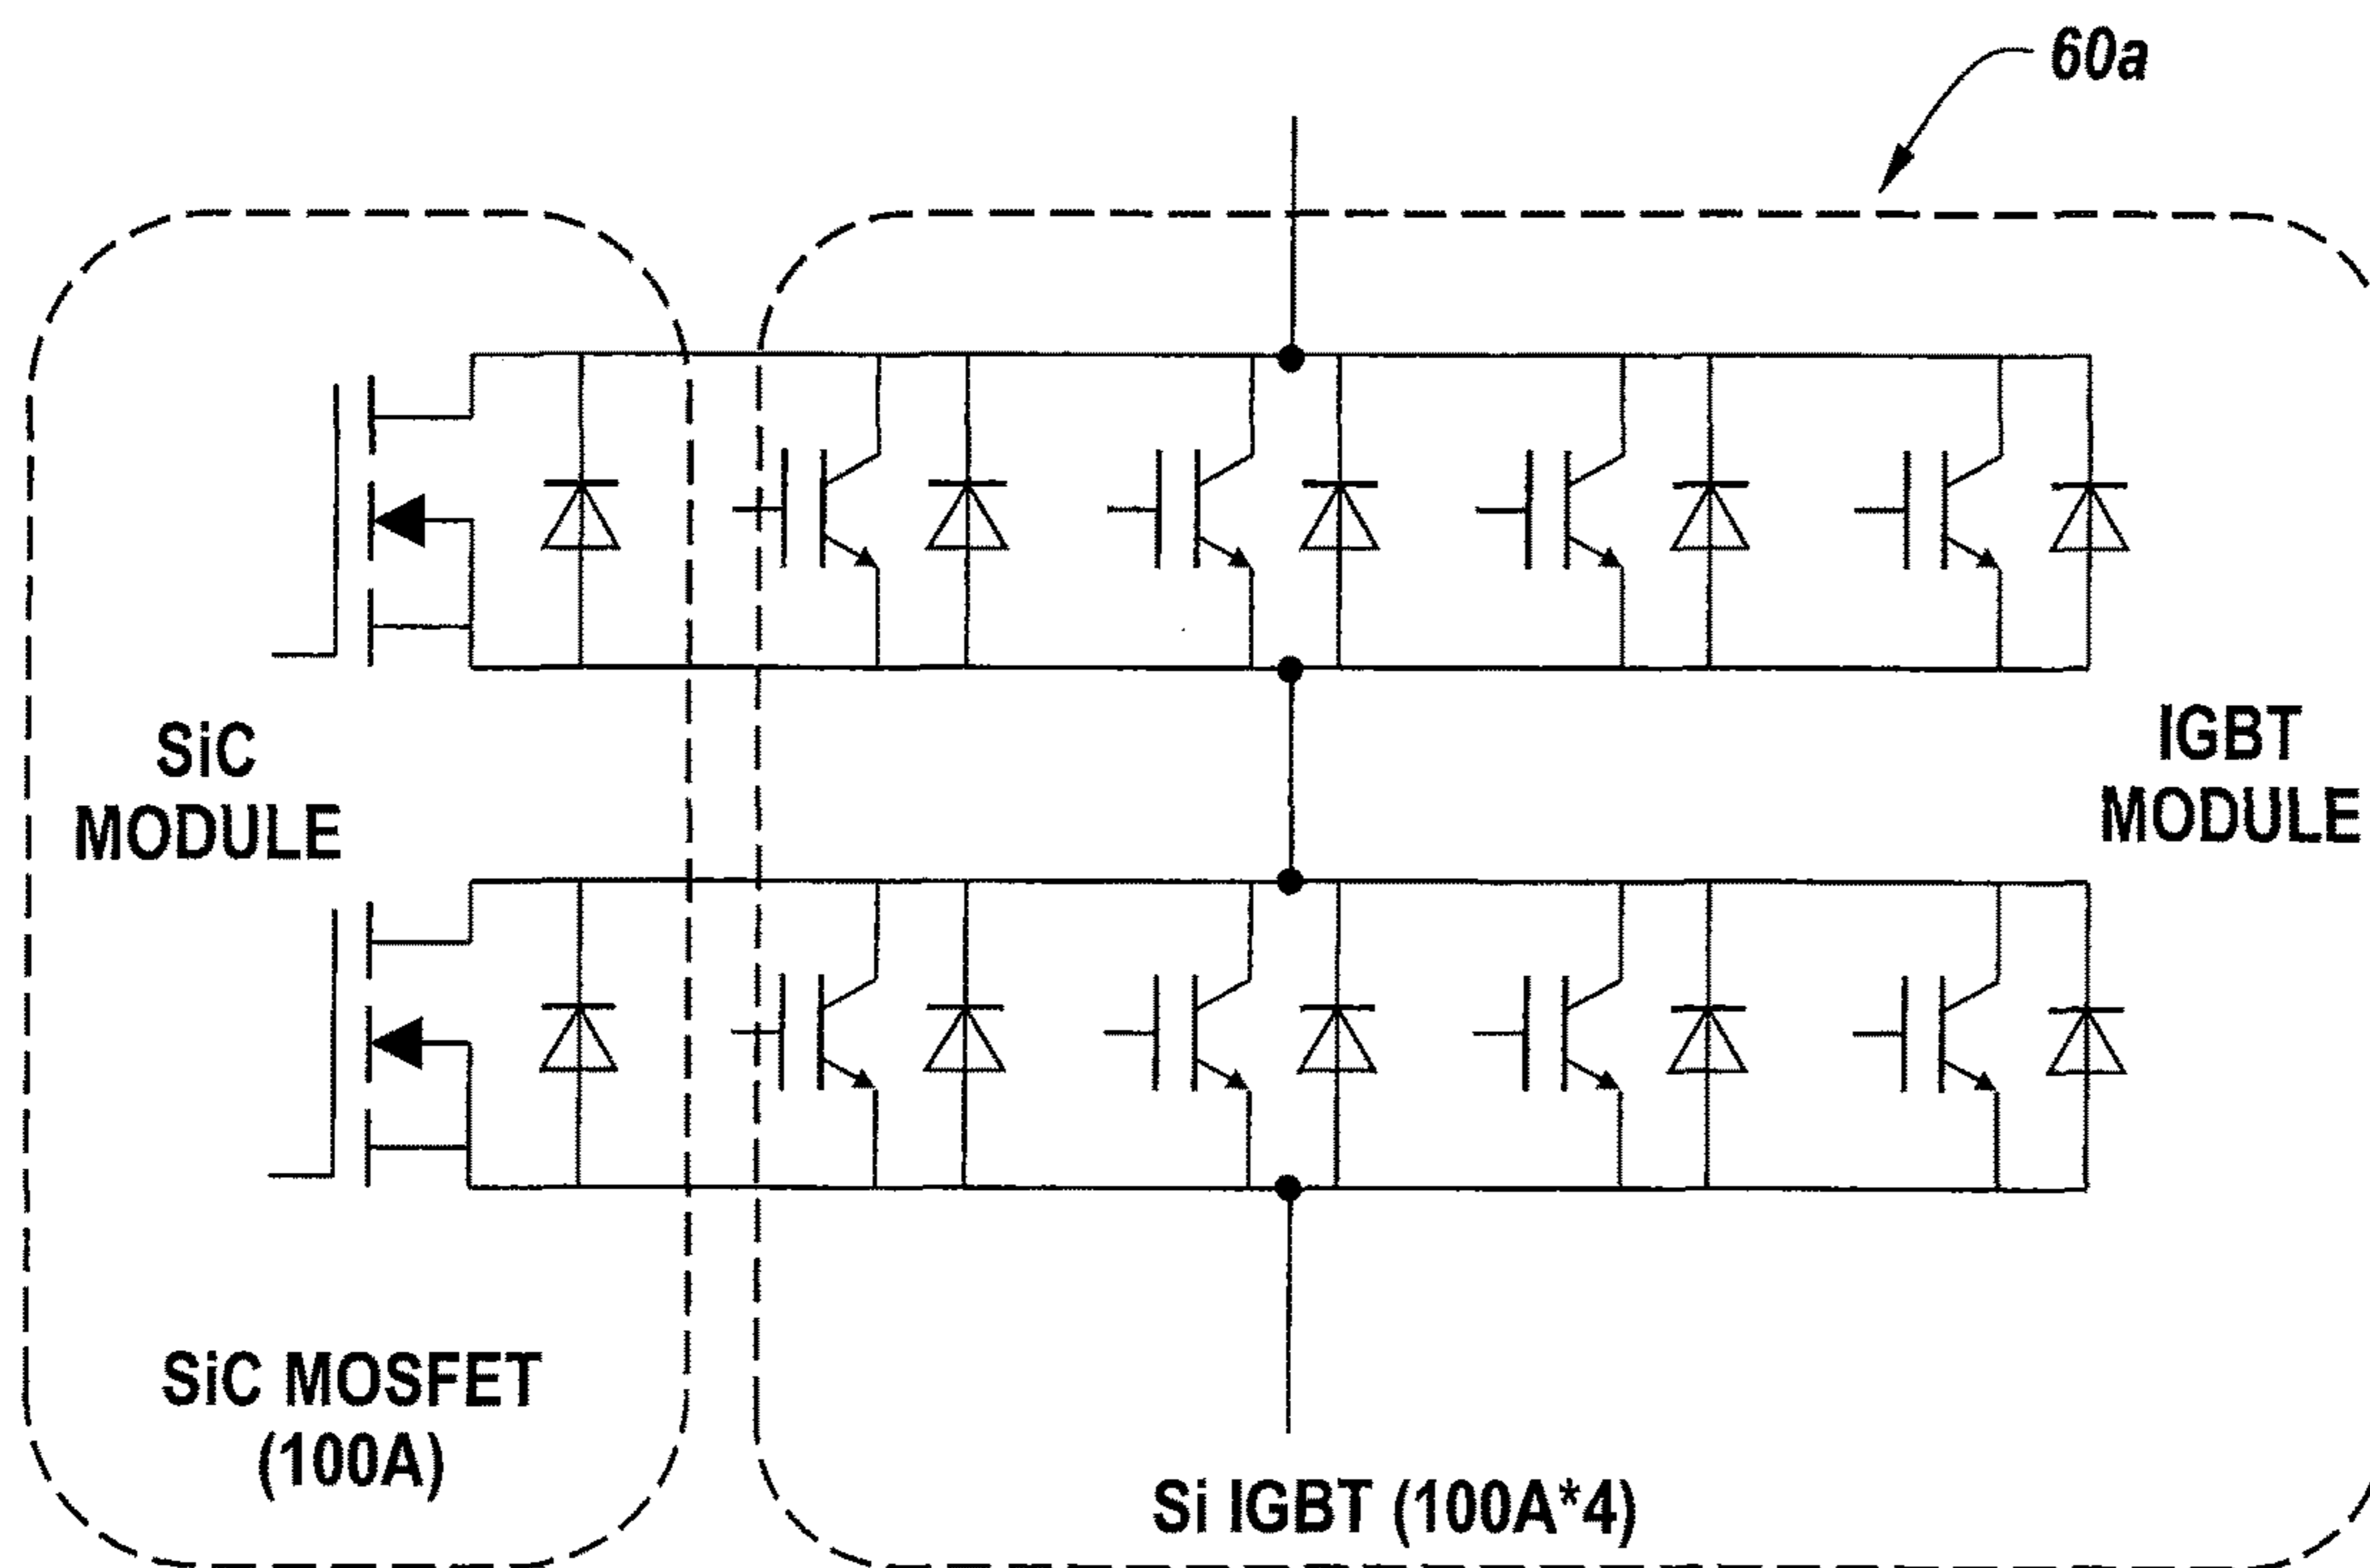 60a
SiC
MODULE
IGBT
MODULE
SiC MOSFET
(100A)
Si IGBT (100A*4)